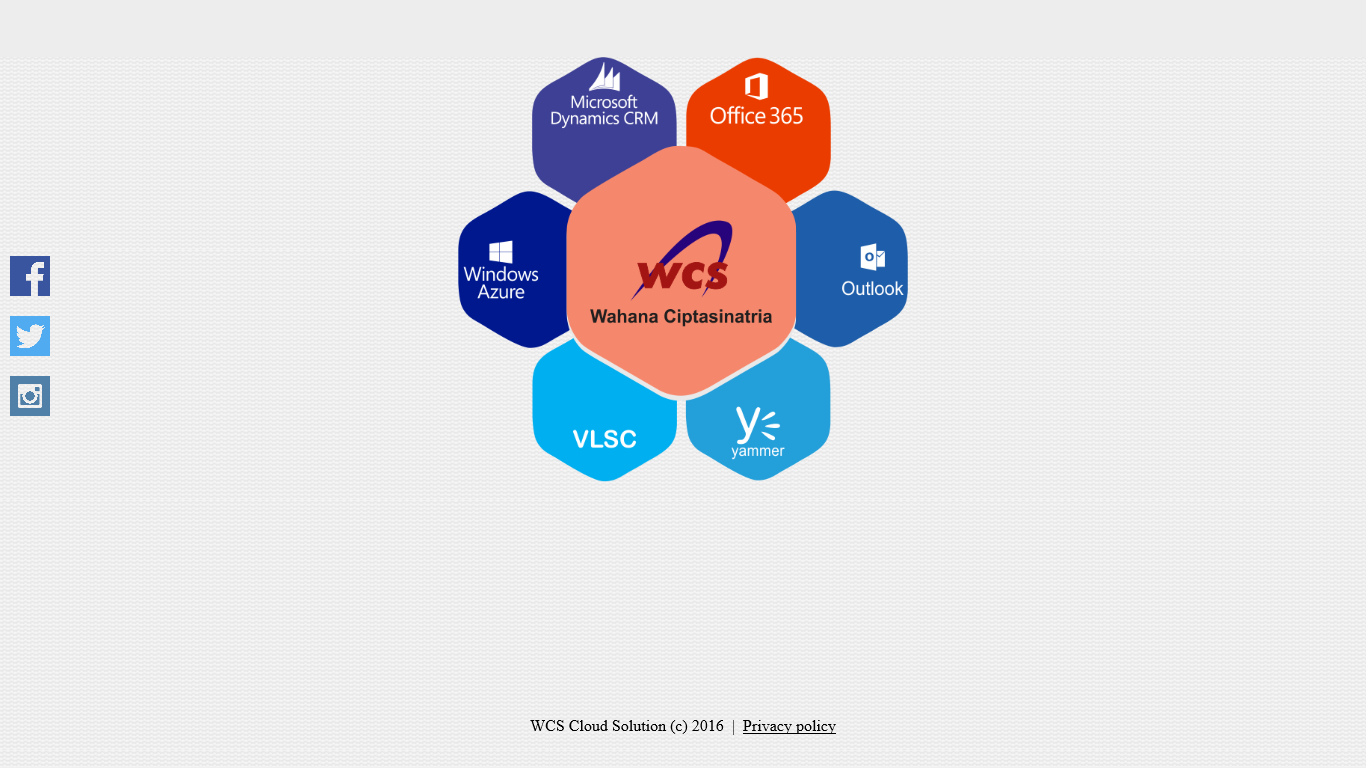 Microsoft
Dynamics CRM
Office 365
Windows
Azure
WCS
Wahana Ciptasinatria
Outlook
VLSC
yammer
WCS Cloud Solution (c) 2016 | Privacy policy